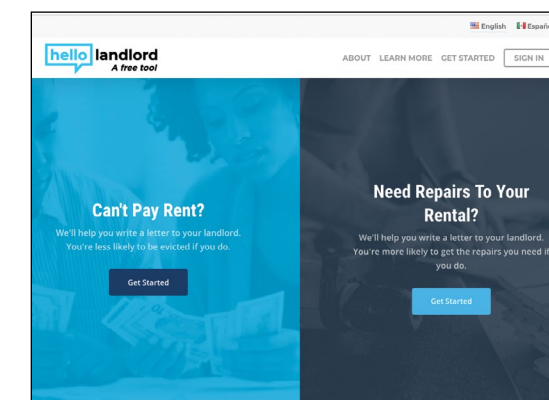 English Españo
hello landlord
A free tool
ABOUT LEARN MORE GET STARTED SIGN IN
Can't Pay Rent?
We'll help you write a letter to your landlord.
You're less likely to be evicted if you do.
Get Started
Need Repairs To Your
Rental?
We'll help you write a letter to your landlord.
You're more likely to get the repairs you need if
you do.
Get Started